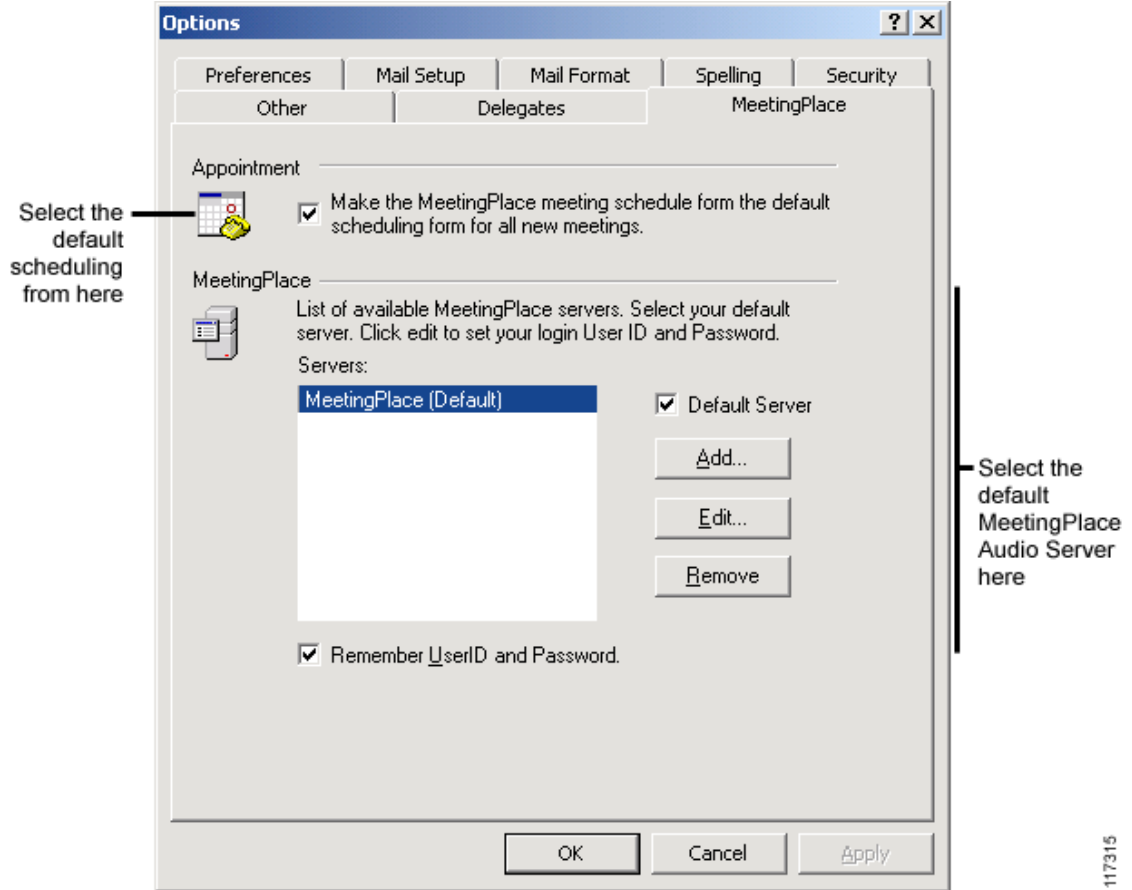 Options
Preferences
Mail Setup
Mail Format
Spelling
Security
Other
Delegates
MeetingPlace
Appointment
Make the MeetingPlace meeting schedule form the default
scheduling form for all new meetings.
Select the
default
scheduling
from here
MeetingPlace
List of available MeetingPlace servers. Select your default
server. Click edit to set your login User ID and Password.
Servers:
MeetingPlace (Default)
Default Server
Add...
Edit...
Remove
Select the
default
MeetingPlace
Audio Server
here
Remember UserID and Password.
OK
Cancel
Apply
117315